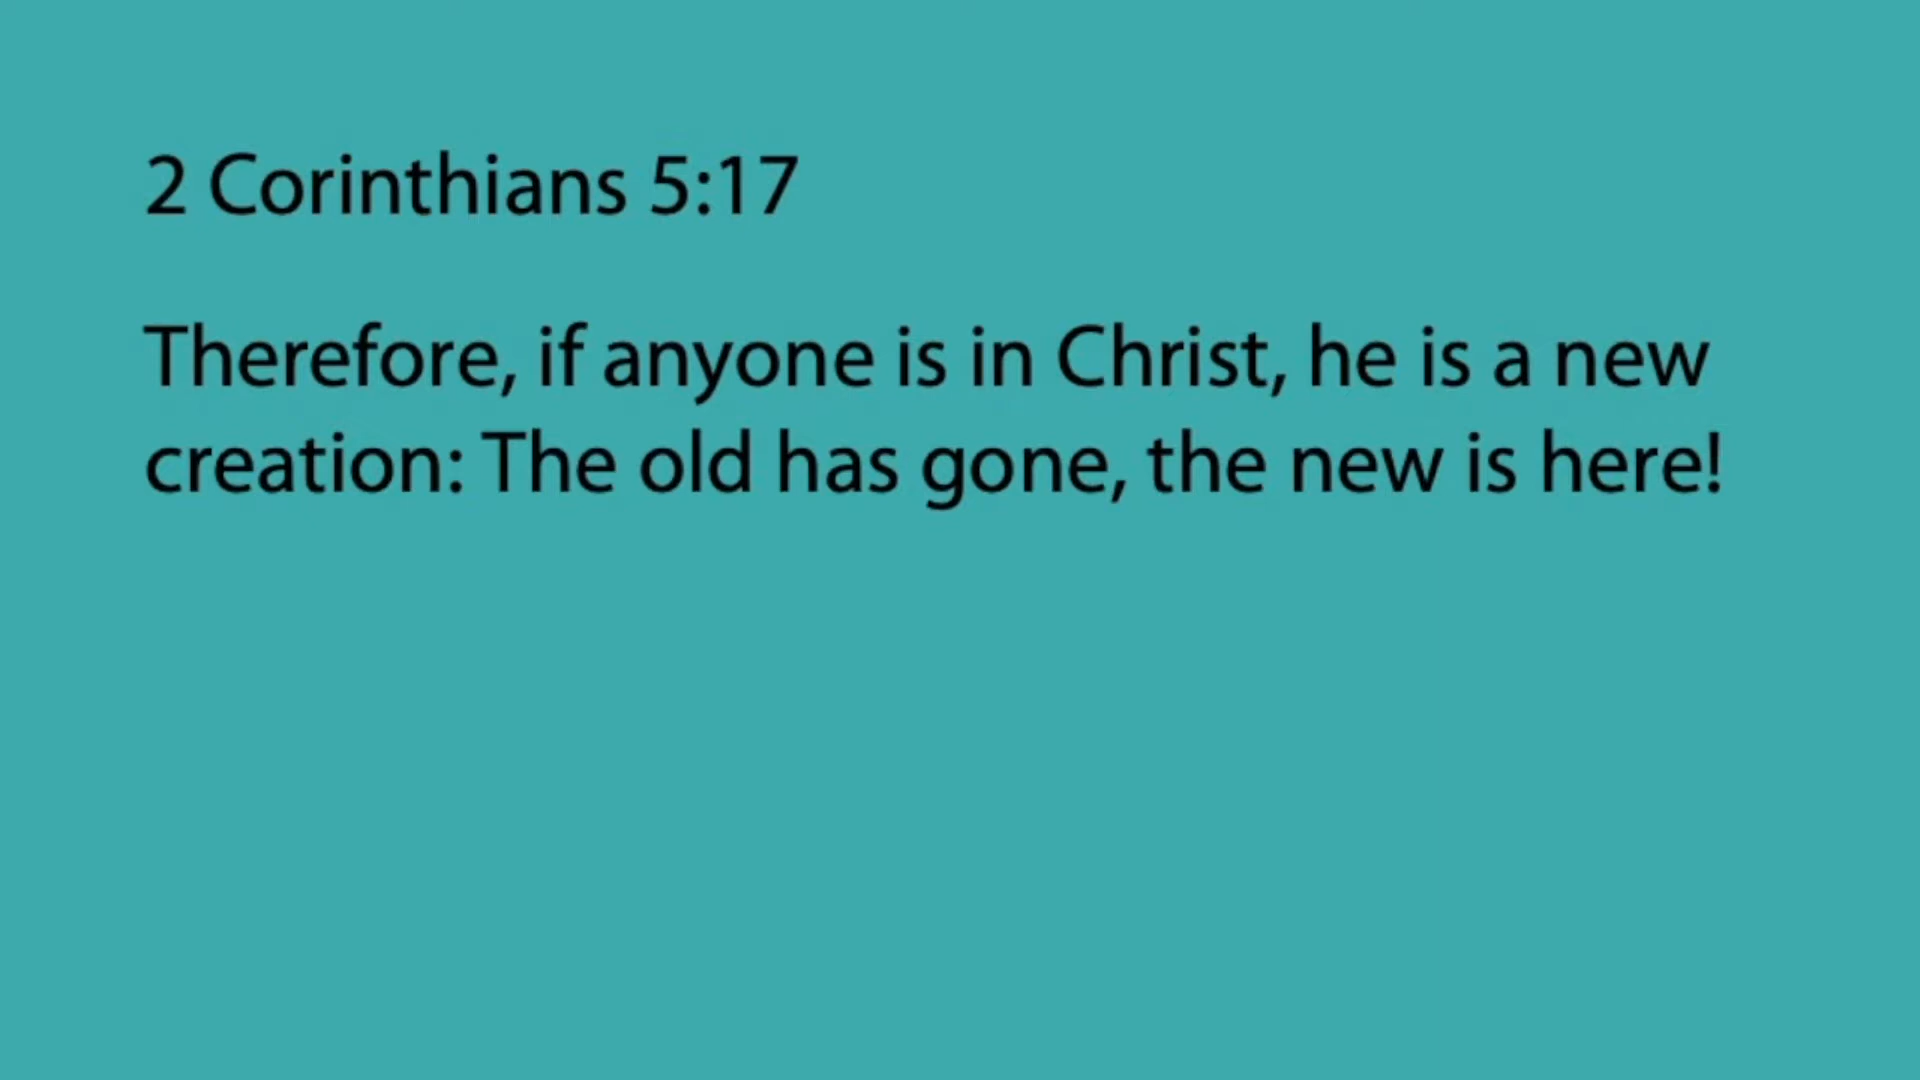 2 Corinthians 5:17
Therefore, if anyone is in Christ, he is a new
creation: The old has gone, the new is here!